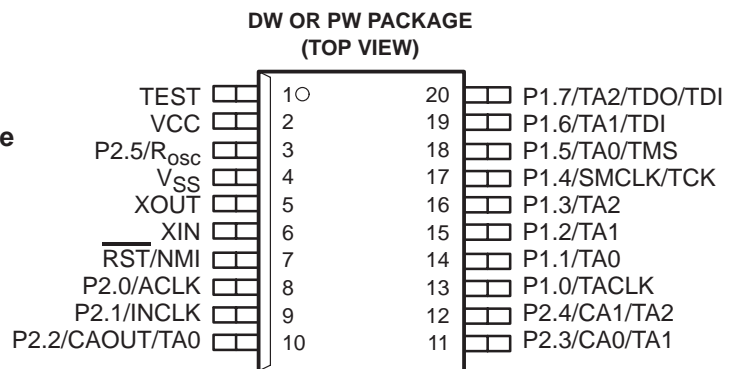 DW OR PW PACKAGE
(TOP VIEW)
e
TEST 1 20 P1.7/TA2/TDO/TDI
VCC 2 19 P1.6/TA1/TDI
P2.5/Rosc 3 18 P1.5/TA0/TMS
VSS 4 17 P1.4/SMCLK/TCK
XOUT 5 16 P1.3/TA2
XIN 6 15 P1.2/TA1
RST/NMI 7 14 P1.1/TA0
P2.0/ACLK 8 13 P1.0/TACLK
P2.1/INCLK 9 12 P2.4/CA1/TA2
P2.2/CAOUT/TA0 10 11 P2.3/CA0/TA1